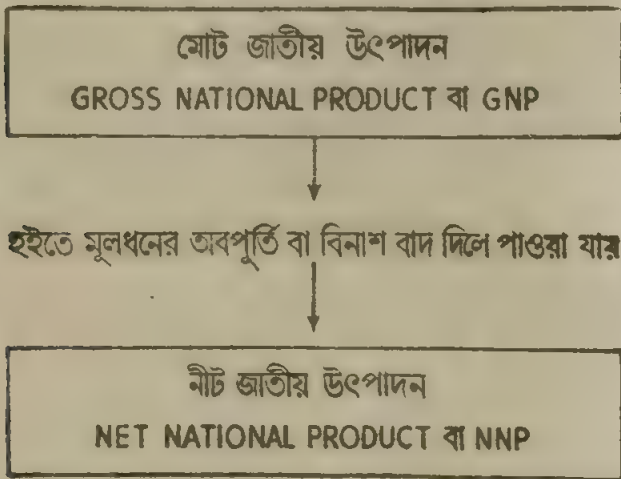 মোট জাতীয় উৎপাদন
GROSS NATIONAL PRODUCT বা GNP
হইতে মূলধনের অবপূর্তি বা বিনাশ বাদ দিলে পাওয়া যায়
নীট জাতীয় উৎপাদন
NET NATIONAL PRODUCT বা NNP